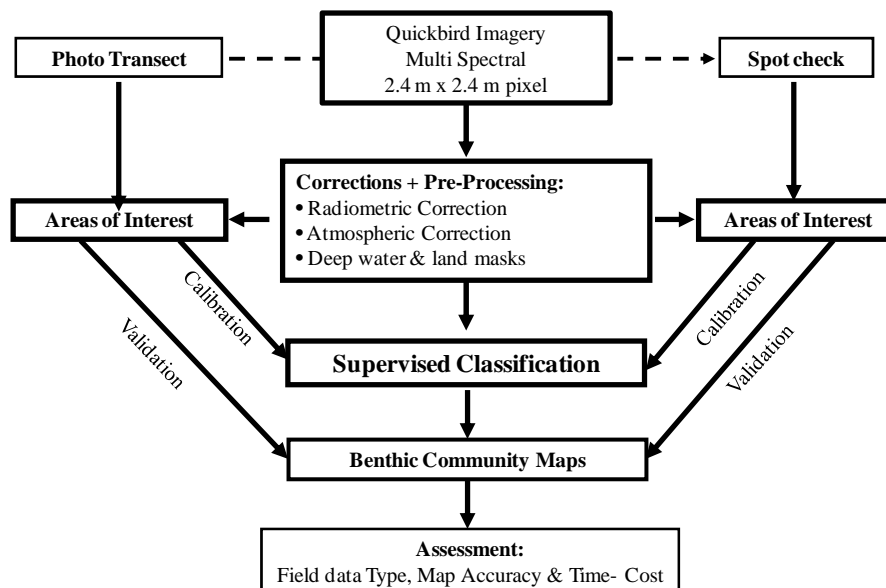 Quickbird Imagery
Multi Spectral
2.4 m x 2.4 m pixel
Photo Transect
Spot check
Corrections + Pre-Processing:
• Radiometric Correction
• Atmospheric Correction
• Deep water & land masks
Areas of Interest
Areas of Interest
Calibration
Validation
Calibration
Validation
Supervised Classification
Benthic Community Maps
Assessment:
Field data Type, Map Accuracy & Time- Cost